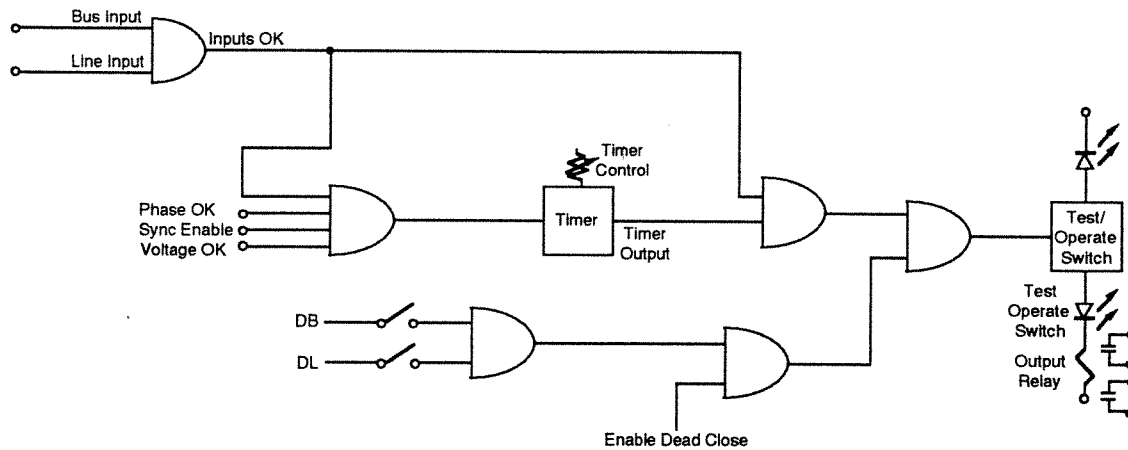 Bus Input
Line Input
Inputs OK
Timer
Control
Phase OK
Sync Enable
Voltage OK
Timer
Timer
Output
Test/
Operate
Switch
Test
Operate
Switch
DB
DL
Output
Relay
Enable Dead Close